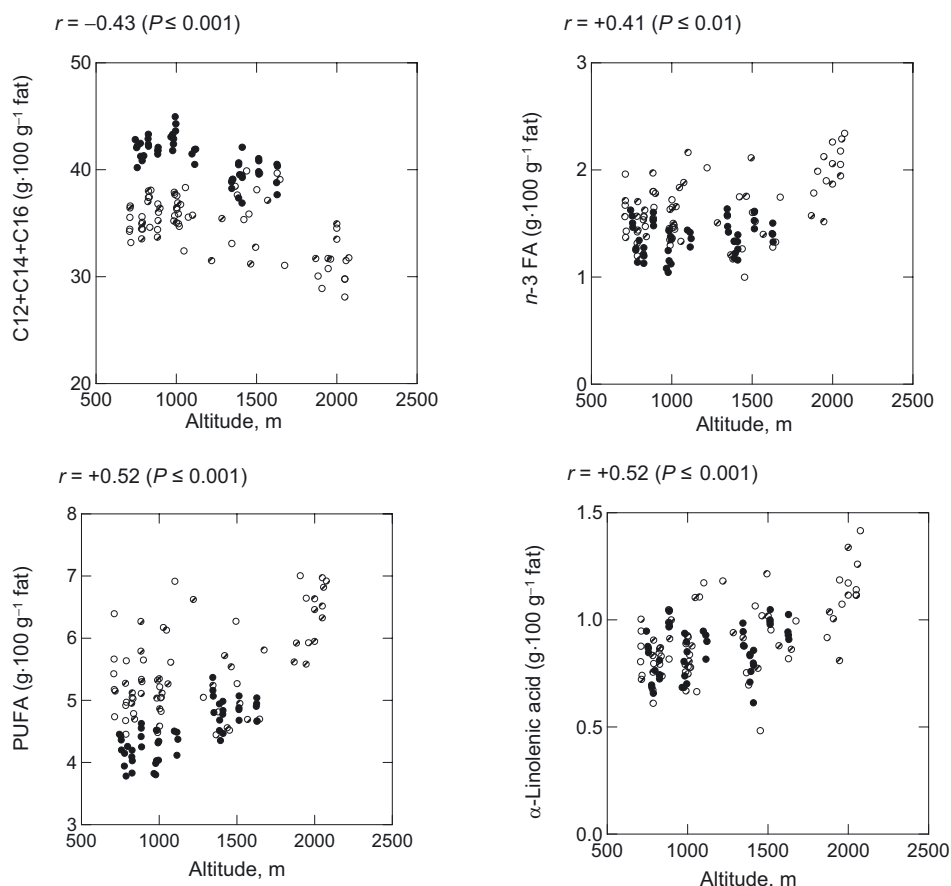 r = −0.43 (P ≤ 0.001)
C12+C14+C16 (g·100 g⁻¹ fat)
50
40
30
20
500 1000 1500 2000 2500
Altitude, m
r = +0.41 (P ≤ 0.01)
n-3 FA (g·100 g⁻¹ fat)
3
2
1
0
500 1000 1500 2000 2500
Altitude, m
r = +0.52 (P ≤ 0.001)
PUFA (g·100 g⁻¹ fat)
8
7
6
5
4
3
500 1000 1500 2000 2500
Altitude, m
r = +0.52 (P ≤ 0.001)
α-Linolenic acid (g·100 g⁻¹ fat)
1.5
1.0
0.5
0.0
500 1000 1500 2000 2500
Altitude, m